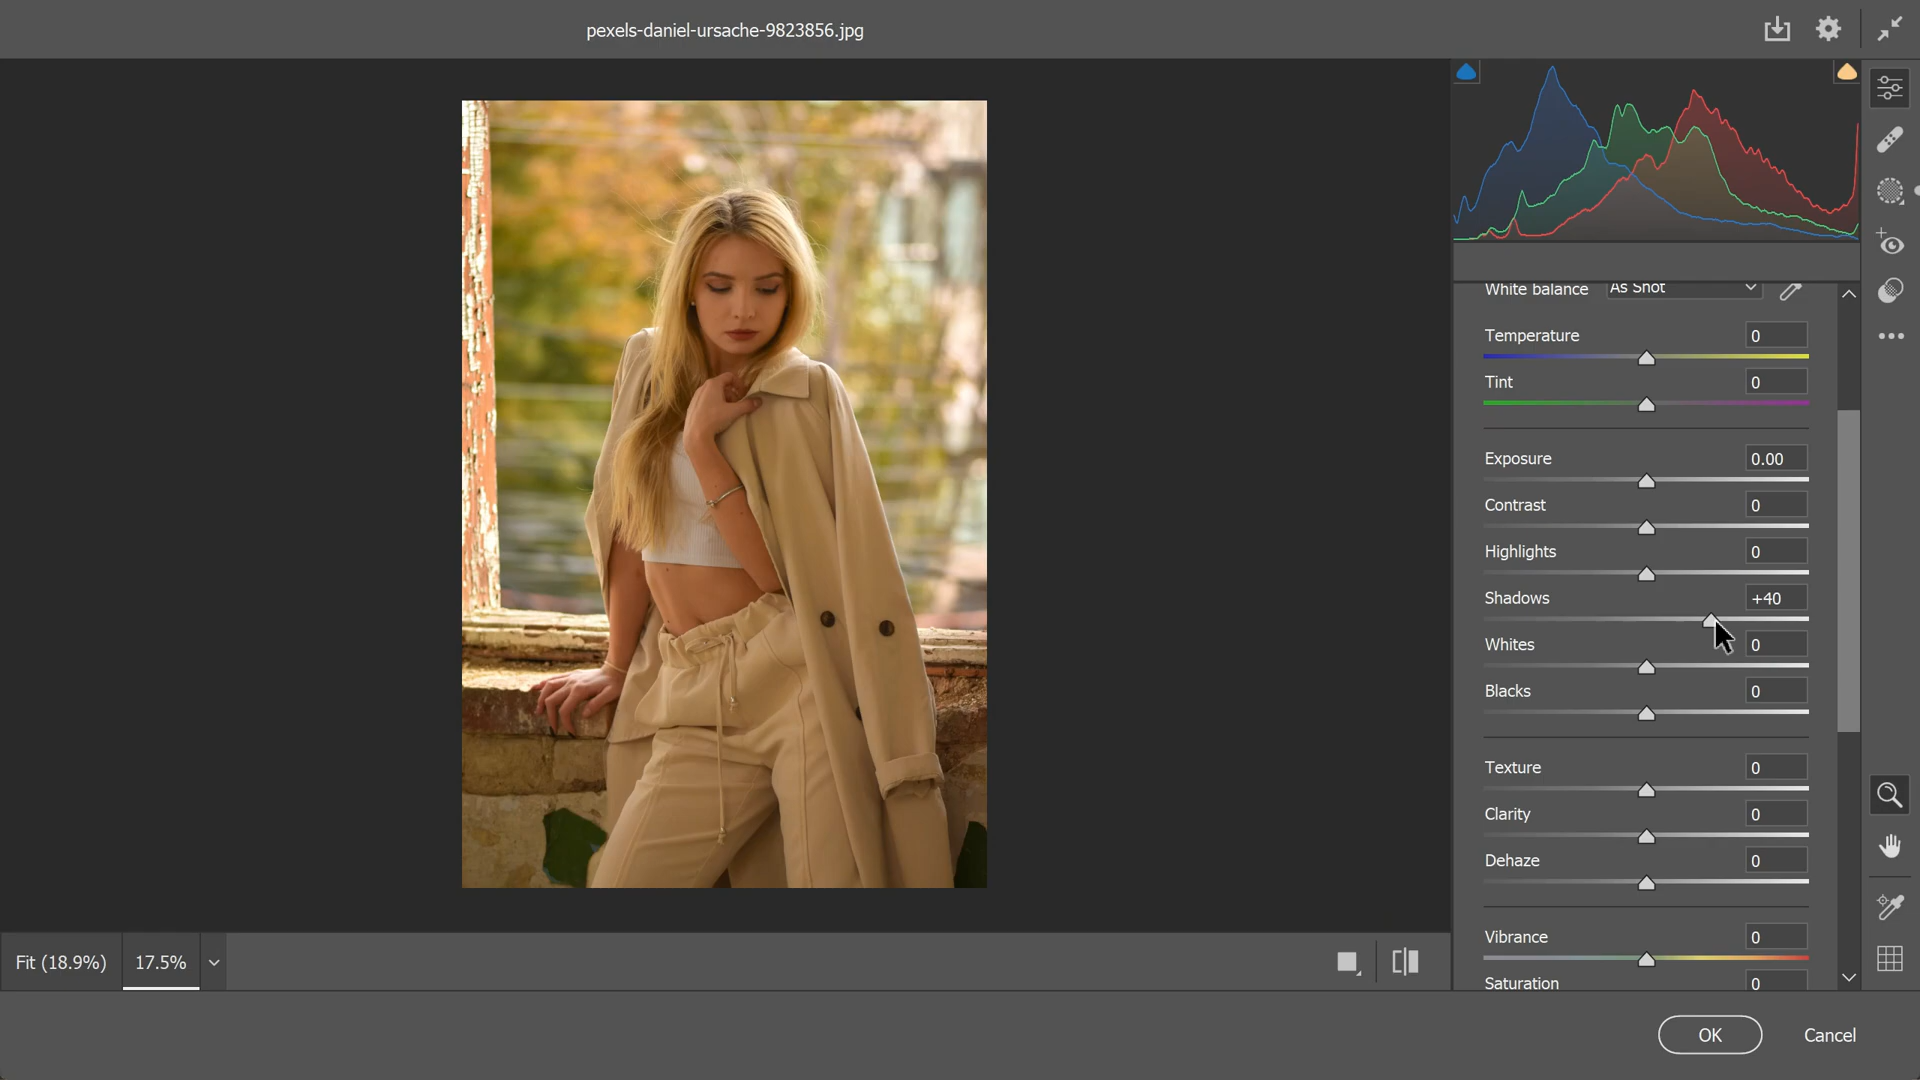 pexels-daniel-ursache-9823856.jpg
White balance As Shot
Temperature 0
Tint 0
Exposure 0.00
Contrast 0
Highlights 0
Shadows +40
Whites 0
Blacks 0
Texture 0
Clarity 0
Dehaze 0
Vibrance 0
Saturation 0
Fit (18.9%) 17.5%
OK Cancel